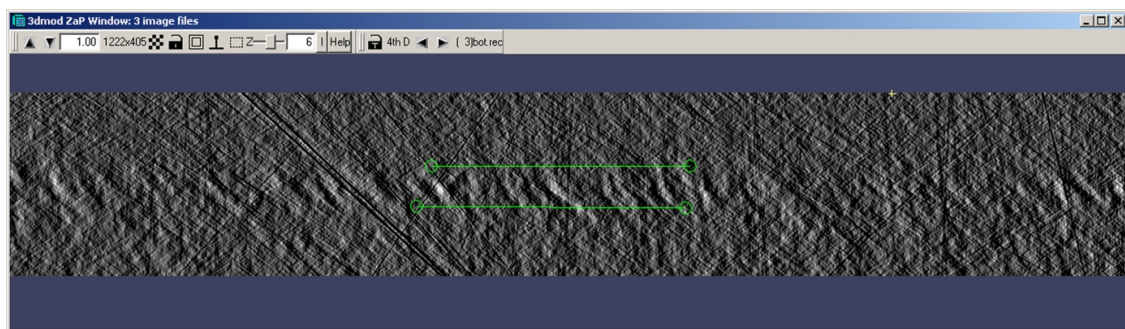 3dmod ZaP Window: 3 image files
1.00 1222x405 Z 6 I Help 4th D ( 3)bot.rec